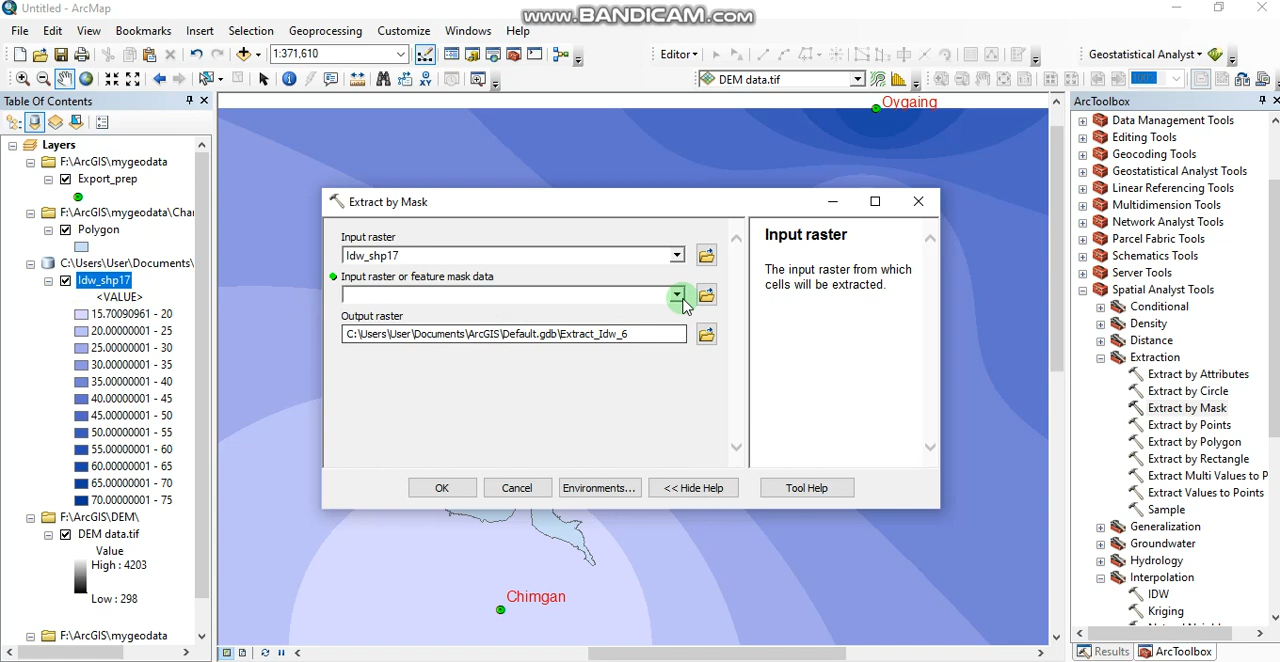 Untitled - ArcMap
www.BANDICAM.com
File Edit View Bookmarks Insert Selection Geoprocessing Customize Windows Help
1:371,610
Editor
Geostatistical Analyst
DEM data.tif
Table Of Contents
Layers
F:\ArcGIS\mygeodata
Export_prep
F:\ArcGIS\mygeodata\Char
Polygon
C:\Users\User\Documents\
Idw_shp17
<VALUE>
15.70090961 - 20
20.00000001 - 25
25.00000001 - 30
30.00000001 - 35
35.00000001 - 40
40.00000001 - 45
45.00000001 - 50
50.00000001 - 55
55.00000001 - 60
60.00000001 - 65
65.00000001 - 70
70.00000001 - 75
F:\ArcGIS\DEM\
DEM data.tif
Value
High : 4203
Low : 298
F:\ArcGIS\mygeodata
Oygaing
Chimgan
Extract by Mask
Input raster
Idw_shp17
Input raster or feature mask data
Output raster
C:\Users\User\Documents\ArcGIS\Default.gdb\Extract_Idw_6
OK
Cancel
Environments...
<< Hide Help
Input raster
The input raster from which
cells will be extracted.
Tool Help
ArcToolbox
Data Management Tools
Editing Tools
Geocoding Tools
Geostatistical Analyst Tools
Linear Referencing Tools
Multidimension Tools
Network Analyst Tools
Parcel Fabric Tools
Schematics Tools
Server Tools
Spatial Analyst Tools
Conditional
Density
Distance
Extraction
Extract by Attributes
Extract by Circle
Extract by Mask
Extract by Points
Extract by Polygon
Extract by Rectangle
Extract Multi Values to P
Extract Values to Points
Sample
Generalization
Groundwater
Hydrology
Interpolation
IDW
Kriging
Results
ArcToolbox